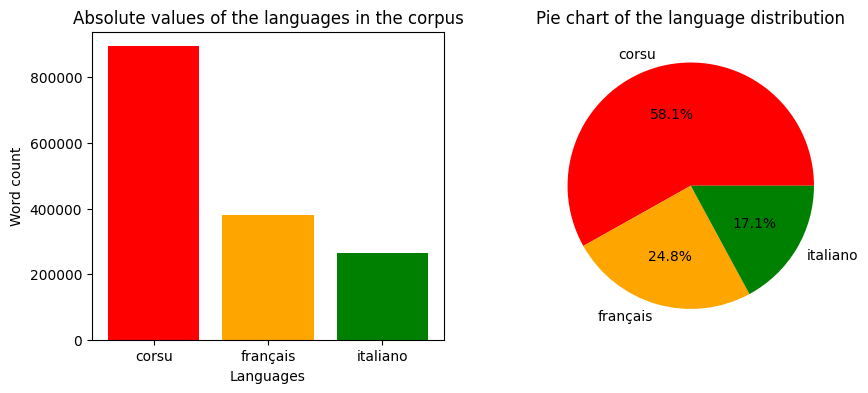 Absolute values of the languages in the corpus
800000
600000
400000
200000
0
Word count
corsu
français
italiano
Languages
Pie chart of the language distribution
corsu
58.1%
17.1%
24.8%
italiano
français